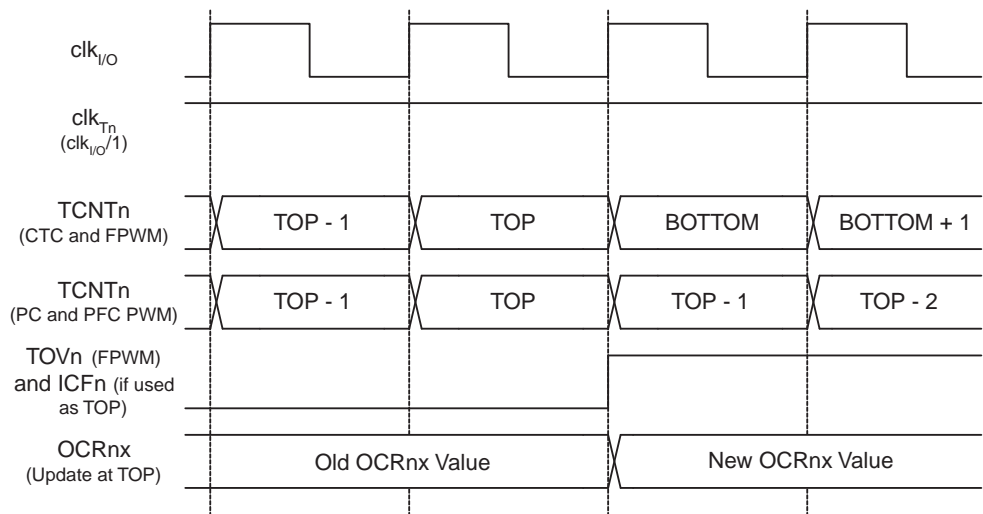 clkI/O
clkTn
(clkI/O/1)
TCNTn
(CTC and FPWM)
TOP - 1 TOP BOTTOM BOTTOM + 1
TCNTn
(PC and PFC PWM)
TOP - 1 TOP TOP - 1 TOP - 2
TOVn (FPWM)
and ICFn (if used
as TOP)
OCRnx
(Update at TOP)
Old OCRnx Value New OCRnx Value